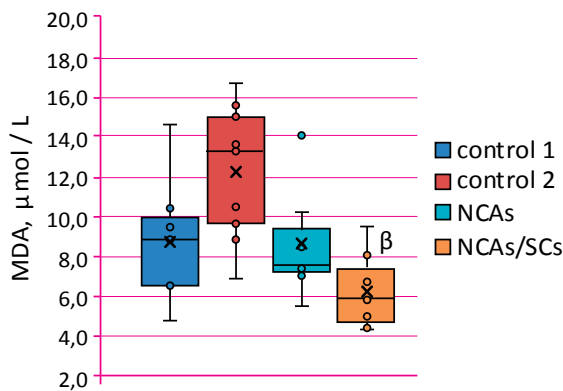 20,0
18,0
16,0
14,0
12,0
10,0
8,0
6,0
4,0
2,0
MDA, µmol / L
β
control 1
control 2
NCAs
NCAs/SCs